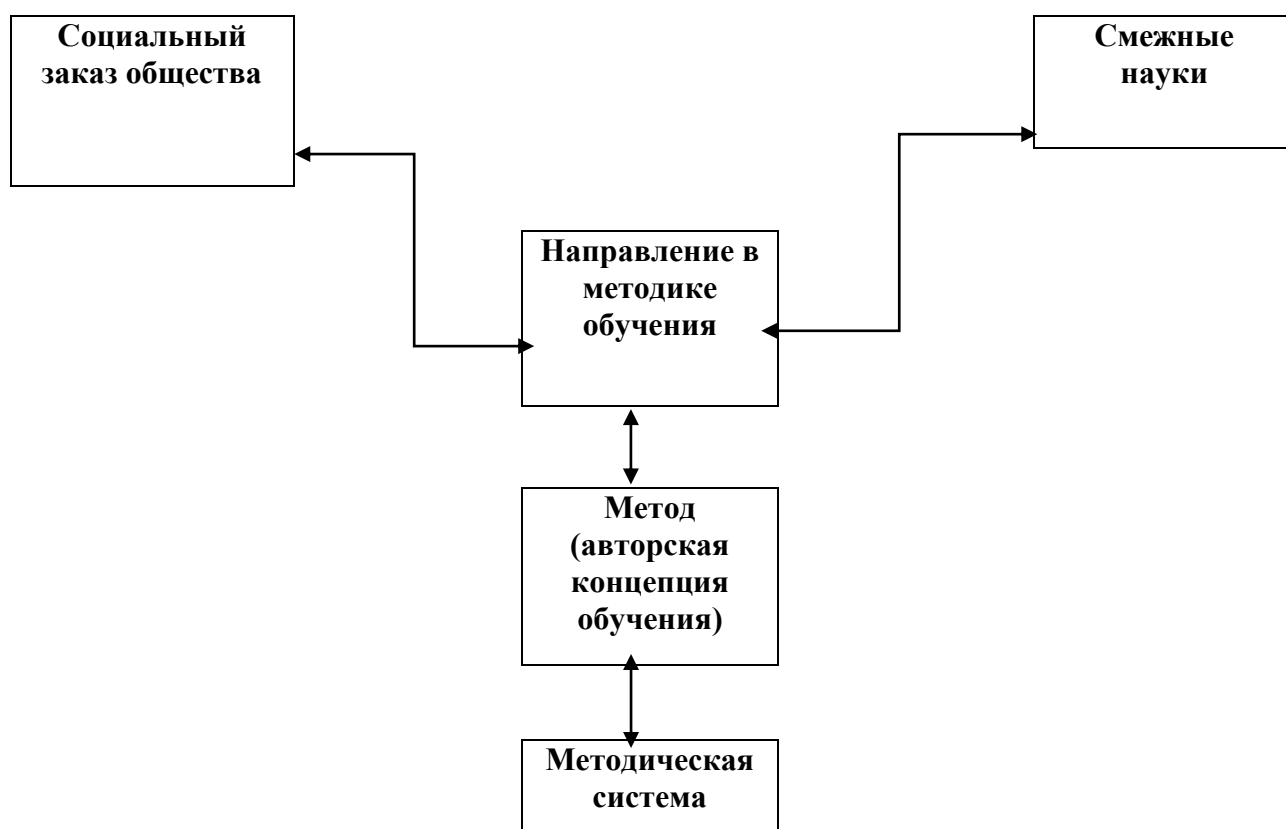 Социальный
заказ общества
Смежные
науки
Направление в
методике
обучения
Метод
(авторская
концепция
обучения)
Методическая
система